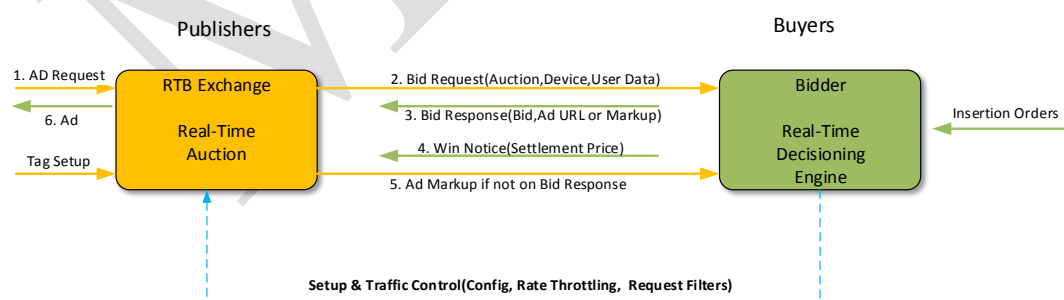 Publishers
Buyers
1. AD Request
6. Ad
Tag Setup
RTB Exchange
Real-Time
Auction
2. Bid Request(Auction,Device,User Data)
3. Bid Response(Bid,Ad URL or Markup)
4. Win Notice(Settlement Price)
5. Ad Markup if not on Bid Response
Bidder
Real-Time
Decisioning
Engine
Insertion Orders
Setup & Traffic Control(Config, Rate Throttling, Request Filters)